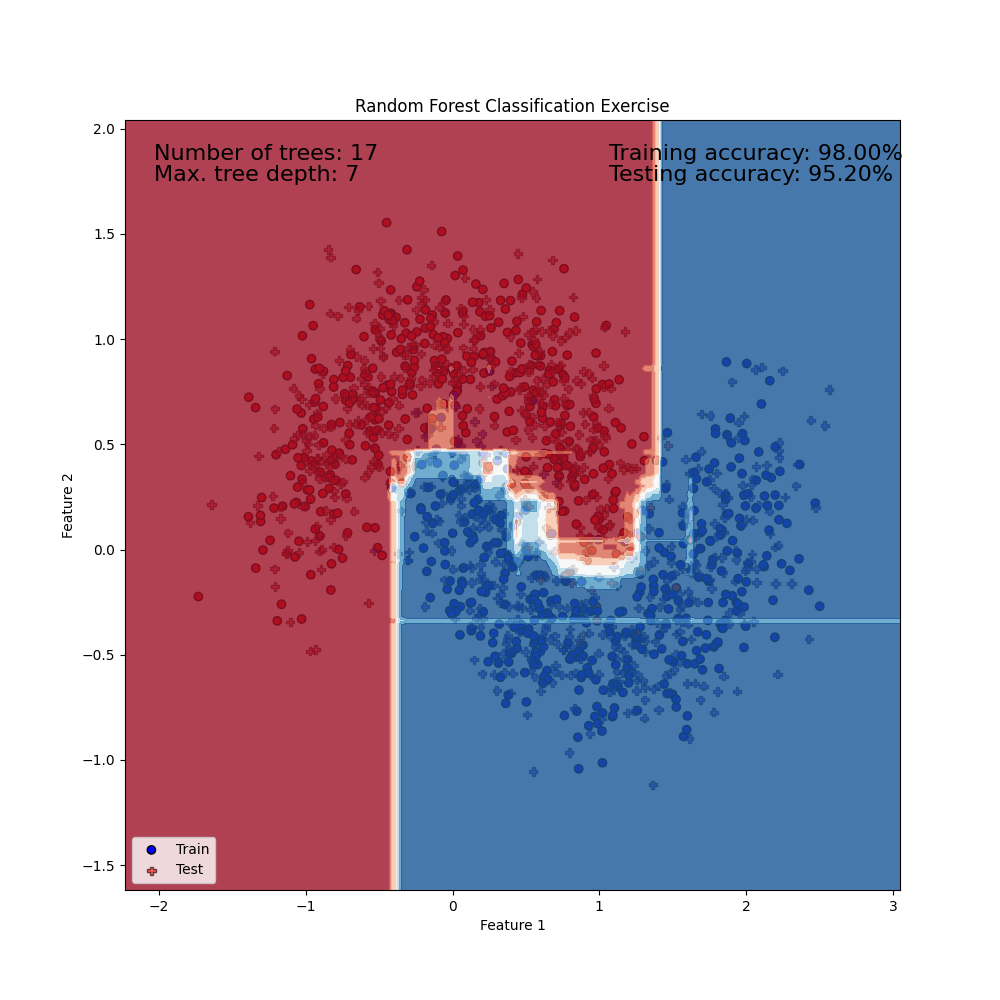 Random Forest Classification Exercise
Number of trees: 17
Max. tree depth: 7
Training accuracy: 98.00%
Testing accuracy: 95.20%
2.0
1.5
1.0
0.5
0.0
−0.5
−1.0
−1.5
Feature 2
Train
Test
−2
−1
0
1
2
3
Feature 1